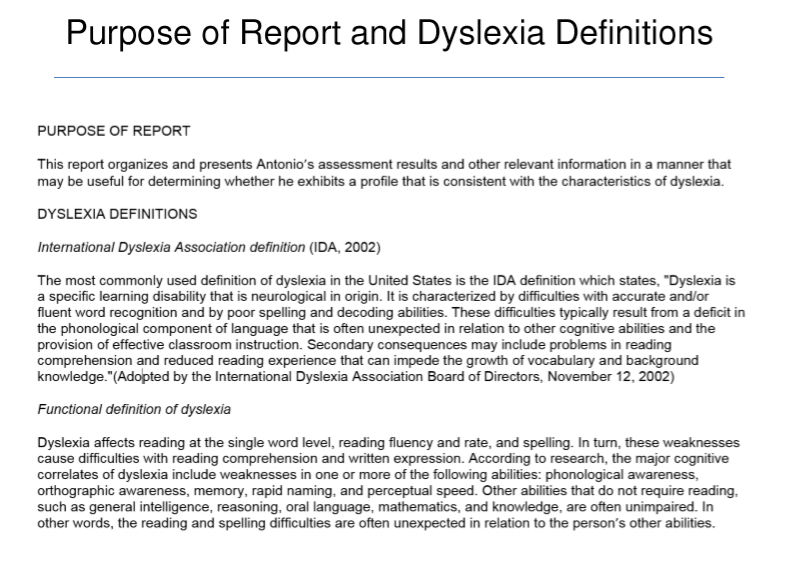 Purpose of Report and Dyslexia Definitions
PURPOSE OF REPORT
This report organizes and presents Antonio's assessment results and other relevant information in a manner that
may be useful for determining whether he exhibits a profile that is consistent with the characteristics of dyslexia.
DYSLEXIA DEFINITIONS
International Dyslexia Association definition (IDA, 2002)
The most commonly used definition of dyslexia in the United States is the IDA definition which states, "Dyslexia is
a specific learning disability that is neurological in origin. It is characterized by difficulties with accurate and/or
fluent word recognition and by poor spelling and decoding abilities. These difficulties typically result from a deficit in
the phonological component of language that is often unexpected in relation to other cognitive abilities and the
provision of effective classroom instruction. Secondary consequences may include problems in reading
comprehension and reduced reading experience that can impede the growth of vocabulary and background
knowledge."(Adopted by the International Dyslexia Association Board of Directors, November 12, 2002)
Functional definition of dyslexia
Dyslexia affects reading at the single word level, reading fluency and rate, and spelling. In turn, these weaknesses
cause difficulties with reading comprehension and written expression. According to research, the major cognitive
correlates of dyslexia include weaknesses in one or more of the following abilities: phonological awareness,
orthographic awareness, memory, rapid naming, and perceptual speed. Other abilities that do not require reading,
such as general intelligence, reasoning, oral language, mathematics, and knowledge, are often unimpaired. In
other words, the reading and spelling difficulties are often unexpected in relation to the person's other abilities.